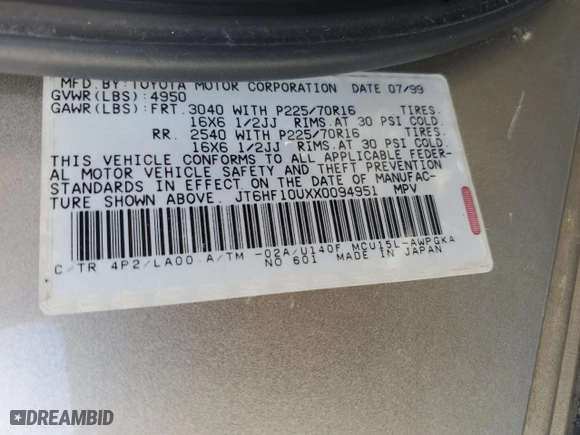 MFD. BY: TOYOTA MOTOR CORPORATION DATE 07/99
GVWR(LBS):4950
GAWR(LBS):FRT. 3040 WITH P225/70R16 TIRES.
16X6 1/2JJ RIMS.AT 30 PSI COLD.
RR. 2540 WITH P225/70R16 TIRES.
16X6 1/2JJ RIMS.AT 30 PSI COLD.
THIS VEHICLE CONFORMS TO ALL APPLICABLE FEDER-
AL MOTOR VEHICLE SAFETY AND THEFT PREVENTION
STANDARDS IN EFFECT ON THE DATE OF MANUFAC-
TURE SHOWN ABOVE. JT6HF10UXX0094951 MPV
C/TR 4P2/LA00 A/TM -02A/U140F MCU15L-AWPGKA
NO 601 MADE IN JAPAN
DREAMBID